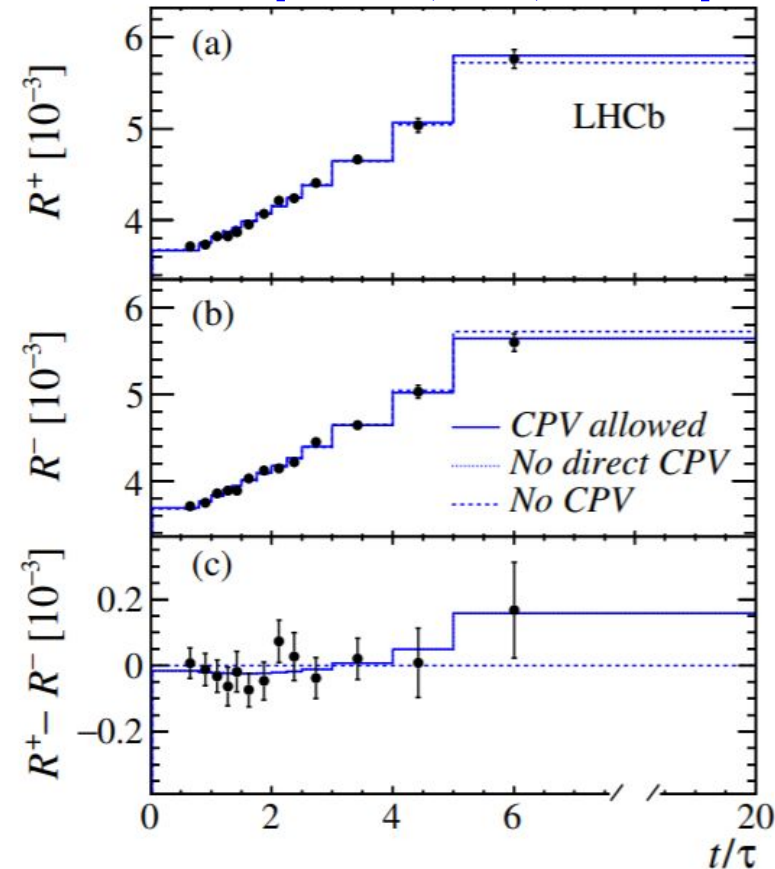 (a)
LHCb
R⁺ [10⁻³]
6
5
4
(b)
R⁻ [10⁻³]
6
5
4
CPV allowed
No direct CPV
No CPV
(c)
R⁺− R⁻ [10⁻³]
0.2
0
−0.2
0 2 4 6 20
t/τ